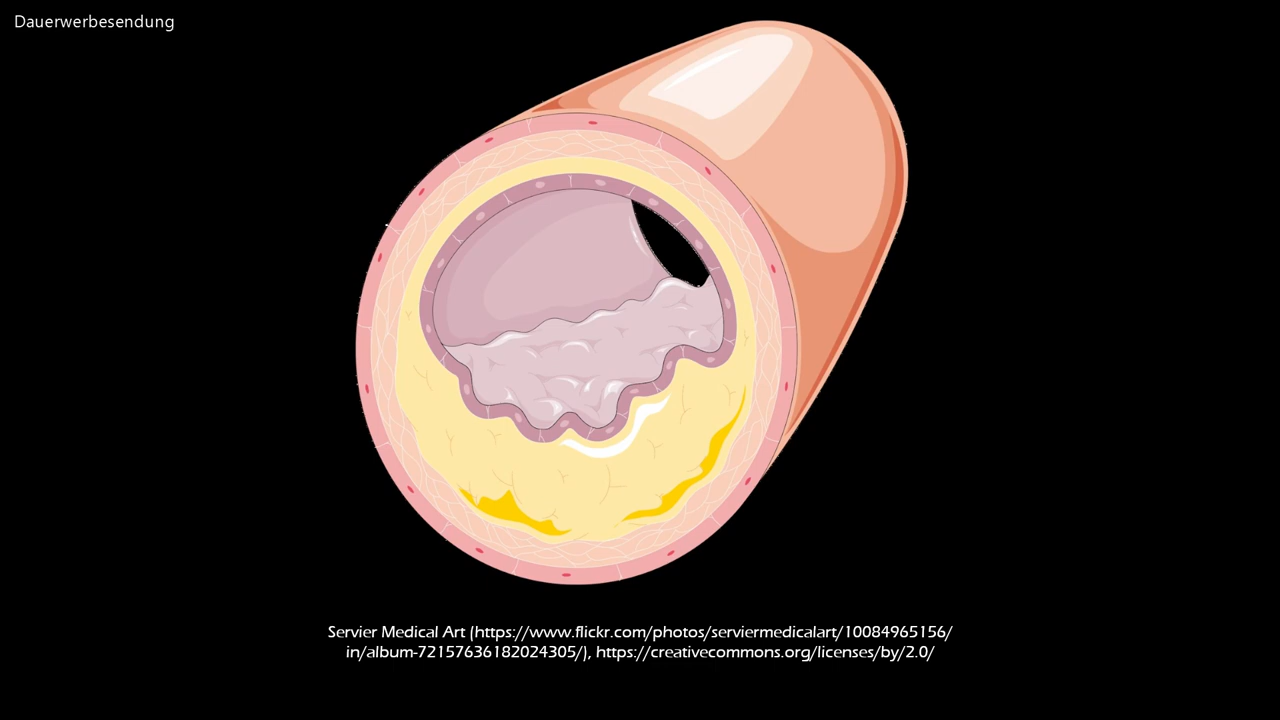 Dauerwerbesendung
Servier Medical Art (https://www.flickr.com/photos/serviermedicalart/10084965156/
in/album-72157636182024305/), https://creativecommons.org/licenses/by/2.0/